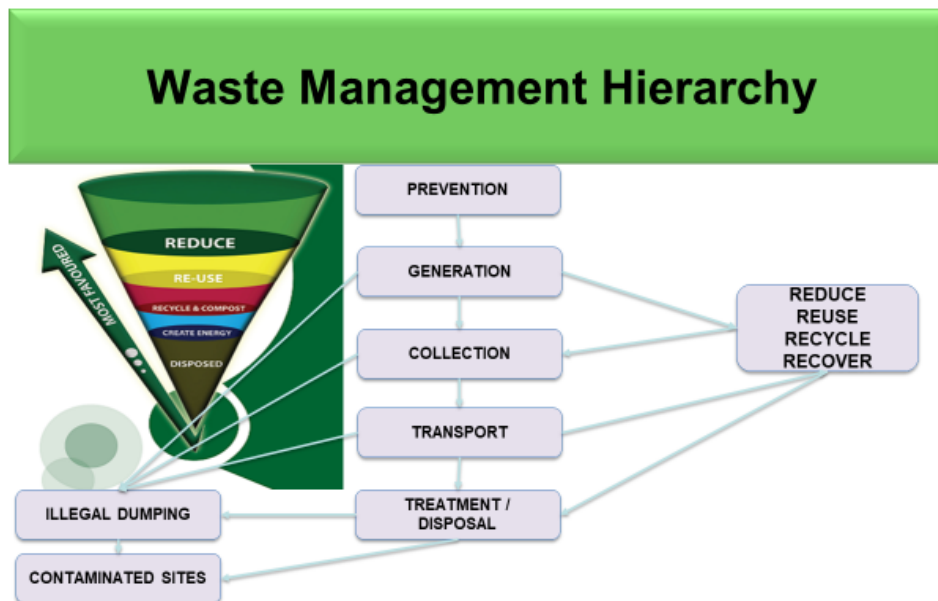 Waste Management Hierarchy
MOST FAVOURED
REDUCE
RE-USE
RECYCLE & COMPOST
CREATE ENERGY
DISPOSED
PREVENTION
GENERATION
COLLECTION
TRANSPORT
TREATMENT /
DISPOSAL
REDUCE
REUSE
RECYCLE
RECOVER
ILLEGAL DUMPING
CONTAMINATED SITES